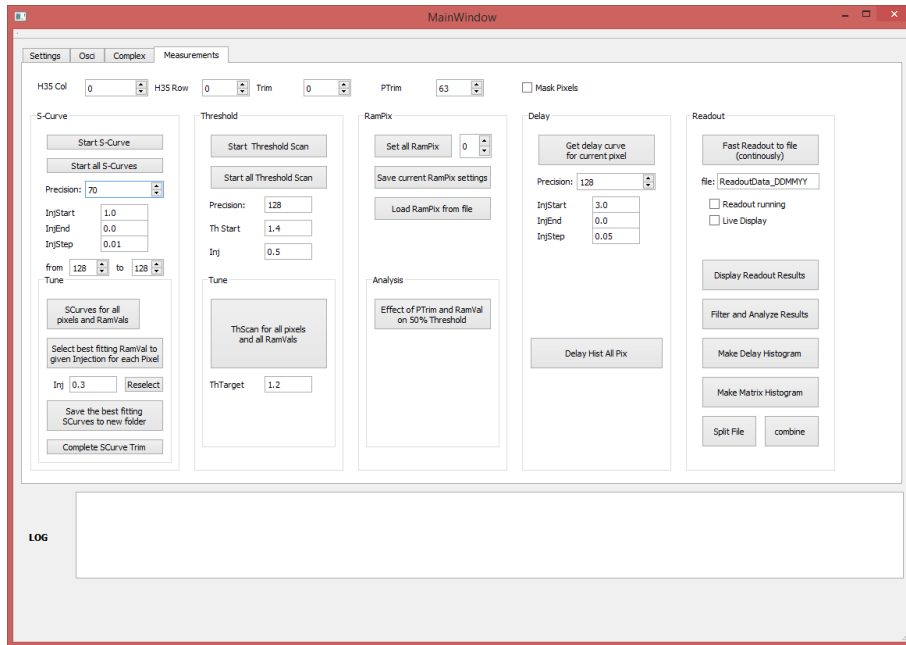 MainWindow
Settings Osci Complex Measurements
H35 Col 0 H35 Row 0 Trim 0 PTrim 63 Mask Pixels
S-Curve
Start S-Curve
Start all S-Curves
Precision: 70
InjStart 1.0
InjEnd 0.0
InjStep 0.01
from 128 to 128
Tune
SCurves for all
pixels and RamVals
Select best fitting RamVal to
given Injection for each Pixel
Inj 0.3 Reselect
Save the best fitting
SCurves to new folder
Complete SCurve Trim
Threshold
Start Threshold Scan
Start all Threshold Scan
Precision: 128
Th Start 1.4
Inj 0.5
Tune
ThScan for all pixels
and all RamVals
ThTarget 1.2
RamPix
Set all RamPix 0
Save current RamPix settings
Load RamPix from file
Analysis
Effect of PTrim and RamVal
on 50% Threshold
Delay
Get delay curve
for current pixel
Precision: 128
InjStart 3.0
InjEnd 0.0
InjStep 0.05
Delay Hist All Pix
Readout
Fast Readout to file
(continously)
file: ReadoutData_DDMMYY
Readout running
Live Display
Display Readout Results
Filter and Analyze Results
Make Delay Histogram
Make Matrix Histogram
Split File combine
LOG